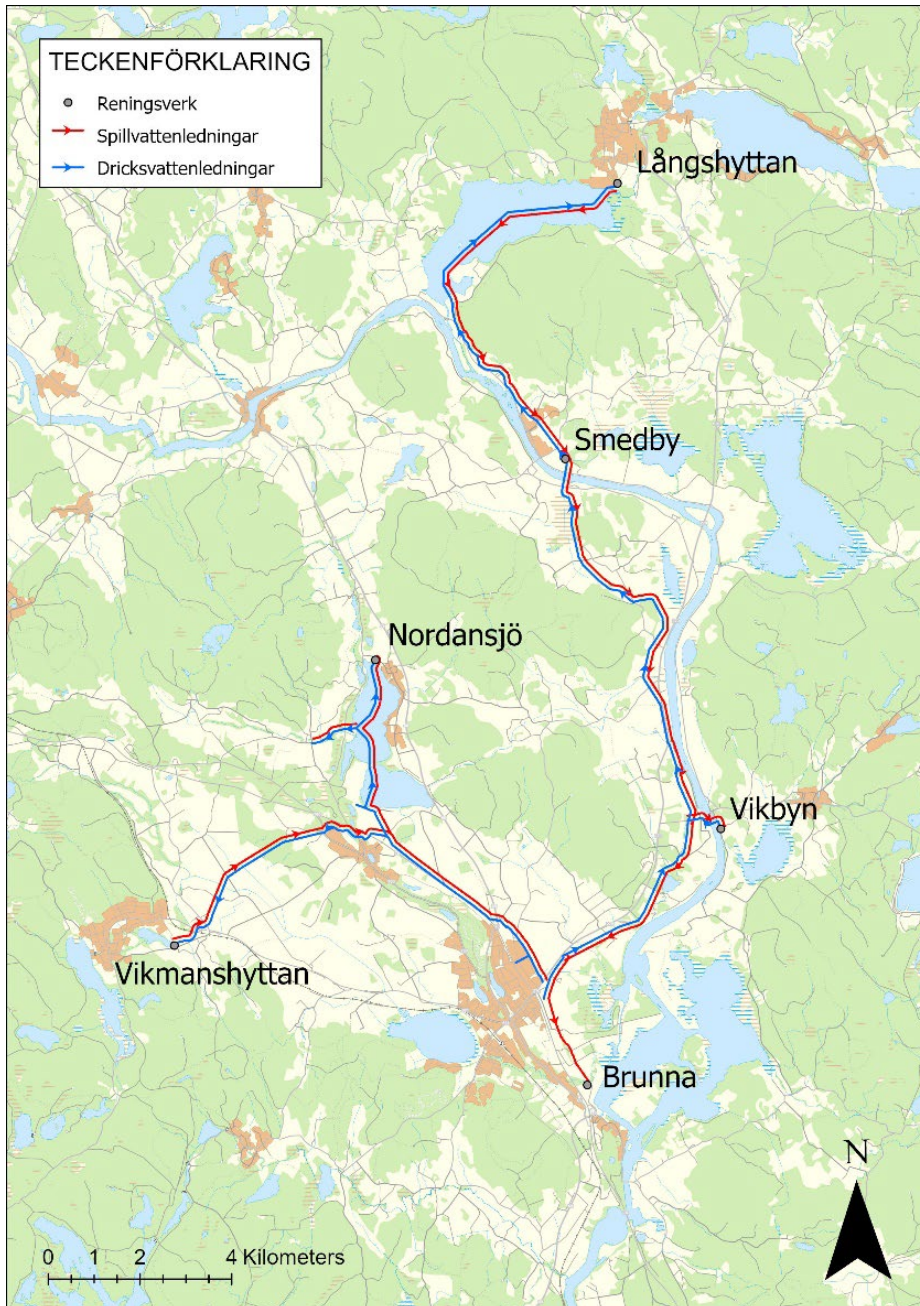 TECKENFÖRKLARING
Reningsverk
Spillvattenledningar
Dricksvattenledningar
Långshyttan
Smedby
Nordansjö
Vikbyn
Vikmanshyttan
Brunna
N
0 1 2 4 Kilometers